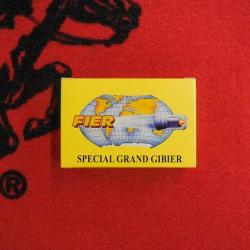 FIER
SPECIAL GRAND GIBIER
®